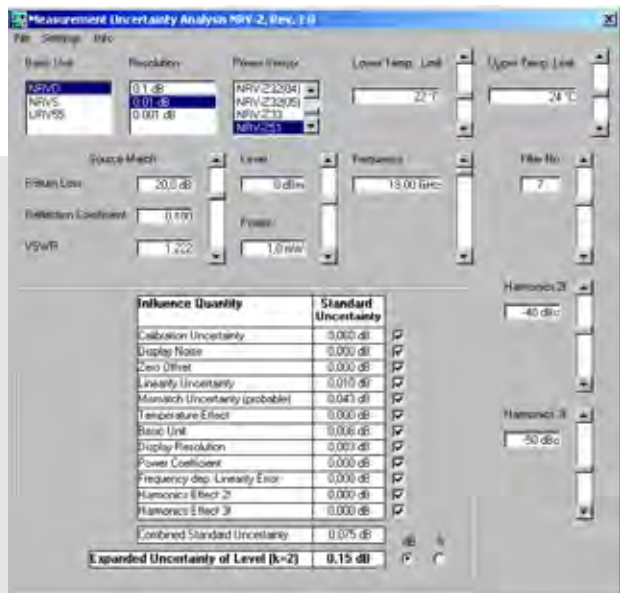 Measurement Uncertainty Analysis NRV-2, Rev. 1.0
File Settings Info
Basic Unit Resolution Power Sensor Lower Temp. Limit Upper Temp. Limit
NRVD 0.1 dB NRV-Z32(04)
NRVS 0.01 dB NRV-Z32(05)
URV55 0.001 dB NRV-Z33
NRV-Z51
22 °C 24 °C
Source Match Level Frequency Filter No.
Return Loss 20,0 dB 0 dBm 18,00 GHz 7
Reflection Coefficient 0,100 Power
VSWR 1,222 1,0 mW
Harmonics 2f
-40 dBc
Harmonics 3f
-50 dBc
Influence Quantity Standard Uncertainty
Calibration Uncertainty 0,060 dB
Display Noise 0,000 dB
Zero Offset 0,000 dB
Linearity Uncertainty 0,010 dB
Mismatch Uncertainty (probable) 0,043 dB
Temperature Effect 0,000 dB
Basic Unit 0,006 dB
Display Resolution 0,003 dB
Power Coefficient 0,000 dB
Frequency dep. Linearity Error 0,000 dB
Harmonics Effect 2f 0,000 dB
Harmonics Effect 3f 0,000 dB
Combined Standard Uncertainty 0,075 dB
dB %
Expanded Uncertainty of Level (k=2) 0,15 dB